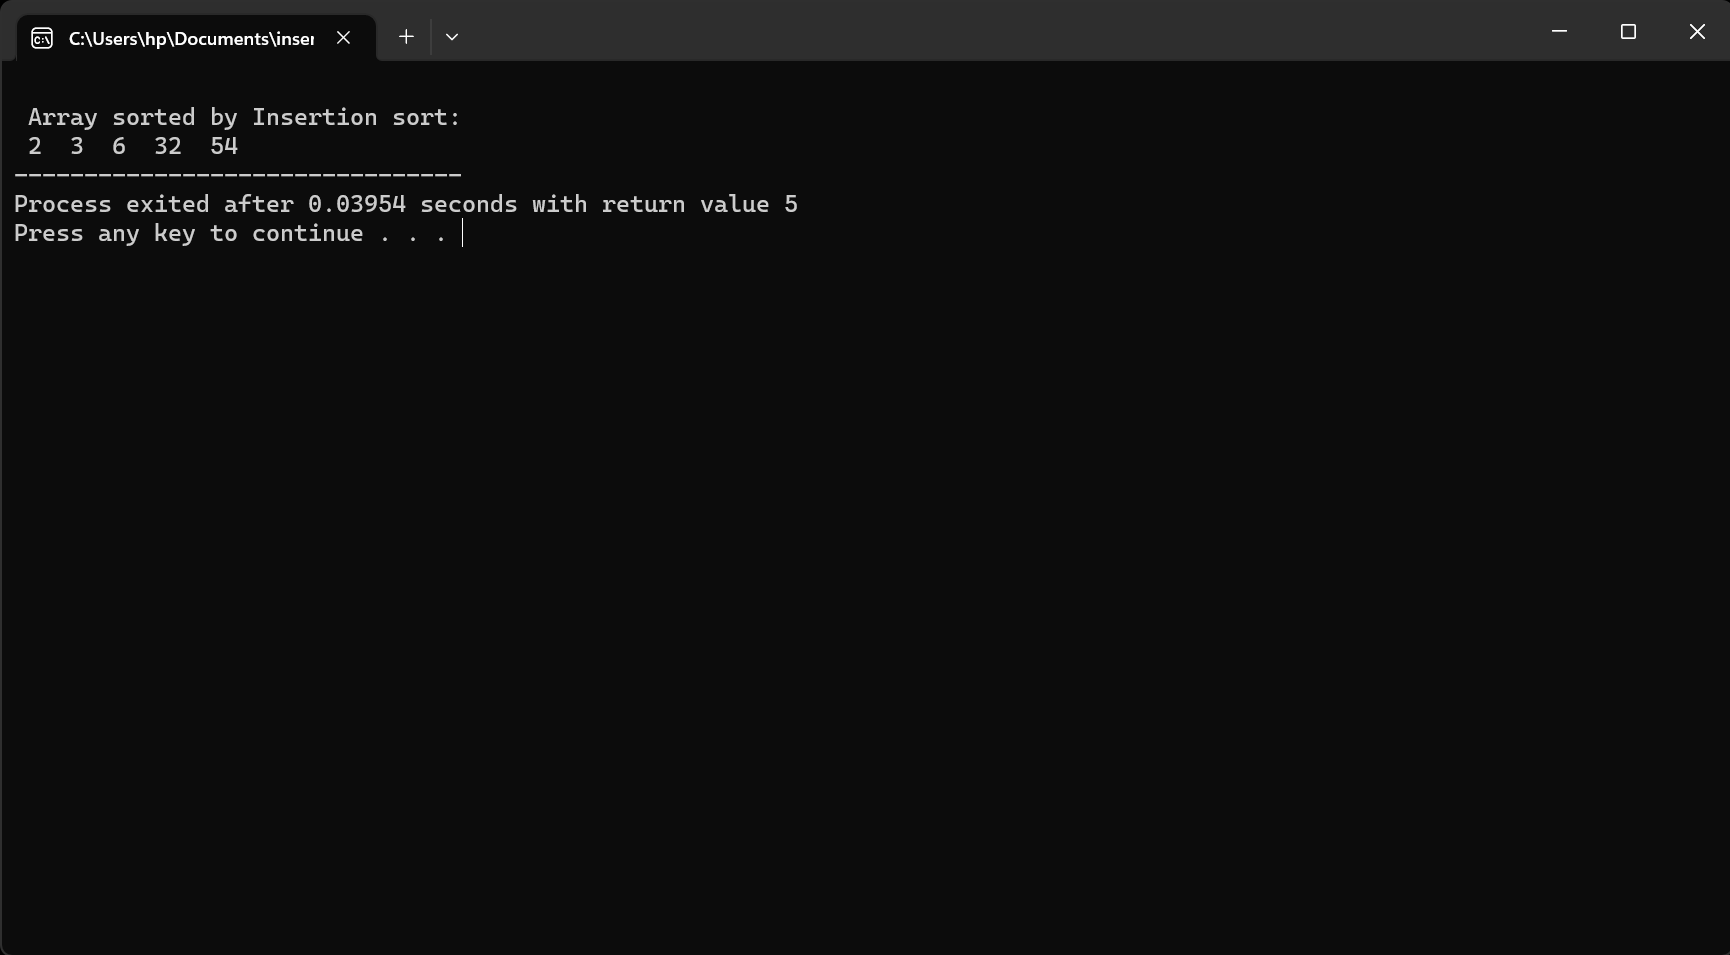 C:\Users\hp\Documents\inser
Array sorted by Insertion sort:
2  3  6  32  54
--------------------------------
Process exited after 0.03954 seconds with return value 5
Press any key to continue . . .